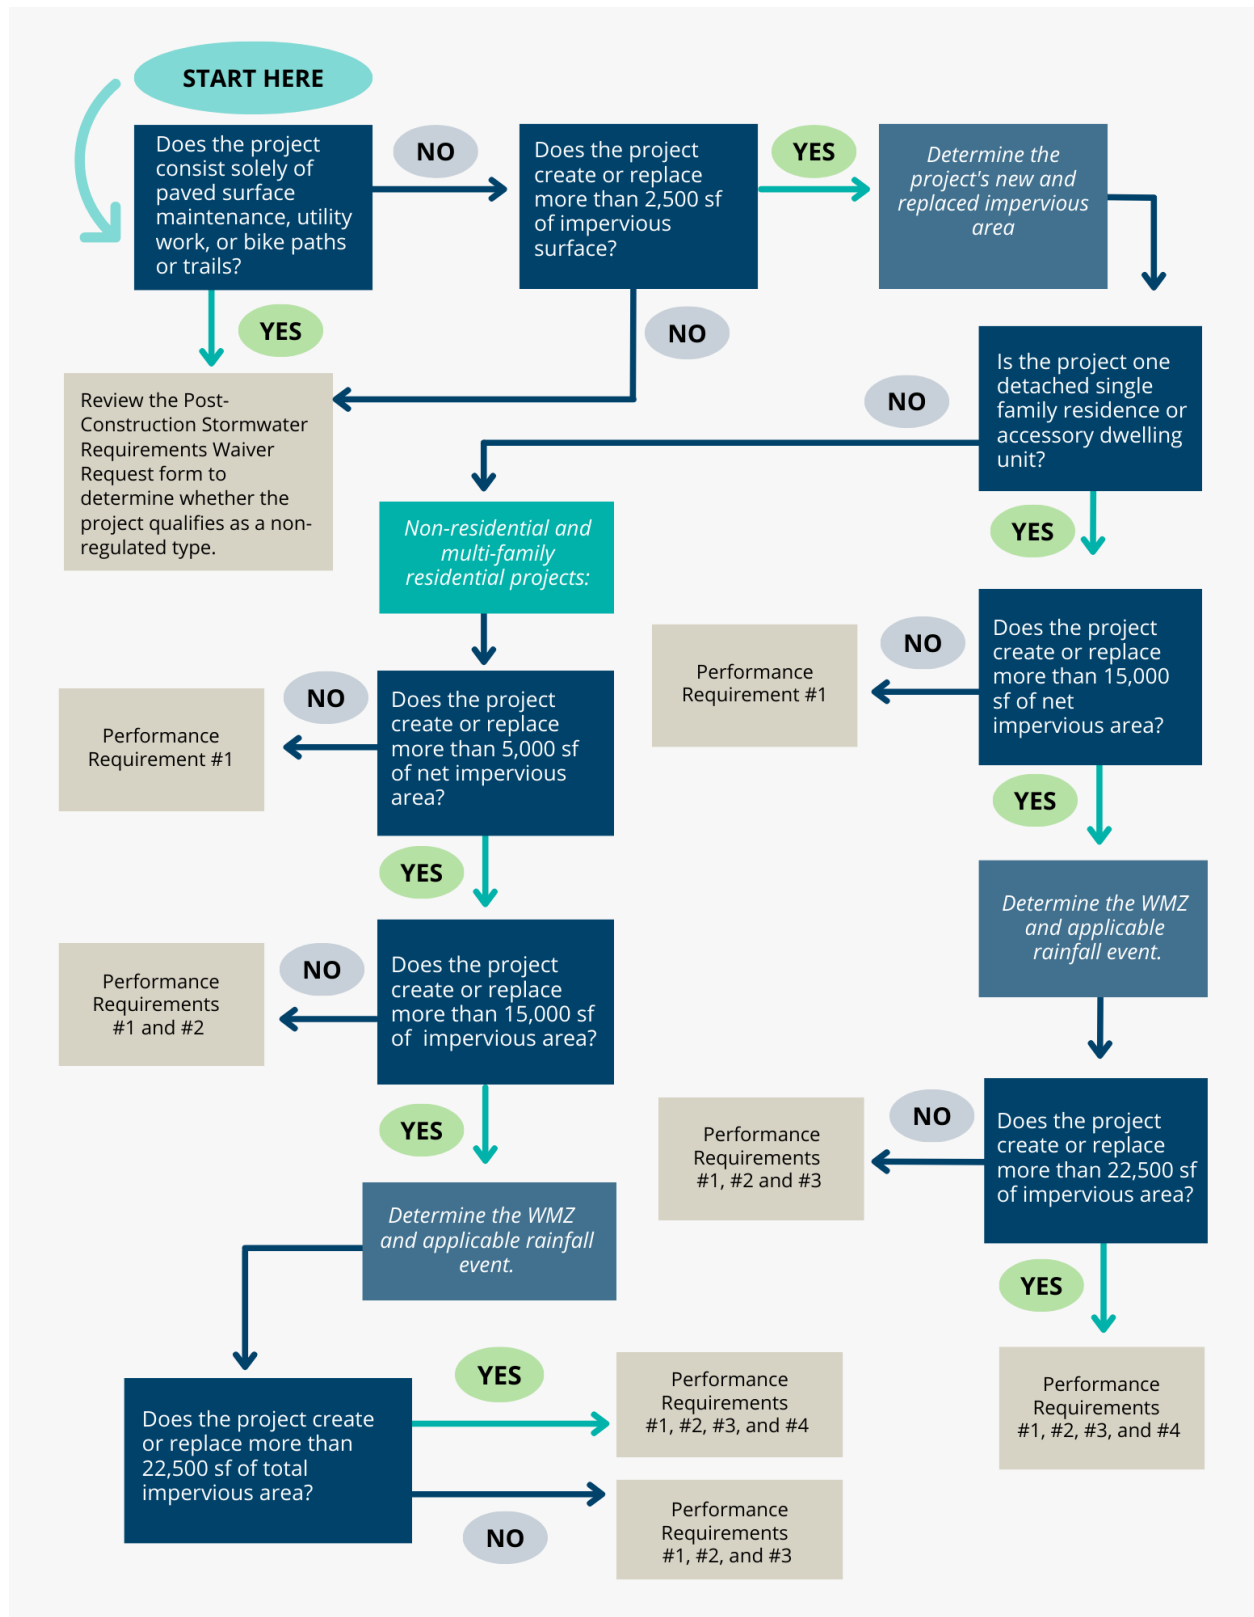 START HERE
Does the project
consist solely of
paved surface
maintenance, utility
work, or bike paths
or trails?
NO
Does the project
create or replace
more than 2,500 sf
of impervious
surface?
YES
Determine the
project's new and
replaced impervious
area
YES
NO
Review the Post-
Construction Stormwater
Requirements Waiver
Request form to
determine whether the
project qualifies as a non-
regulated type.
Is the project one
detached single
family residence or
accessory dwelling
unit?
NO
YES
Non-residential and
multi-family
residential projects:
Does the project
create or replace
more than 5,000 sf
of net impervious
area?
NO
Performance
Requirement #1
YES
Does the project
create or replace
more than 15,000 sf
of  impervious area?
NO
Performance
Requirements
#1 and #2
YES
Determine the WMZ
and applicable rainfall
event.
Does the project create
or replace more than
22,500 sf of total
impervious area?
YES
Performance
Requirements
#1, #2, #3, and #4
NO
Performance
Requirements
#1, #2, and #3
Does the project
create or replace
more than 15,000
sf of net
impervious area?
NO
Performance
Requirement #1
YES
Determine the WMZ
and applicable
rainfall event.
Does the project
create or replace
more than 22,500 sf
of impervious area?
NO
Performance
Requirements
#1, #2 and #3
YES
Performance
Requirements
#1, #2, #3, and #4